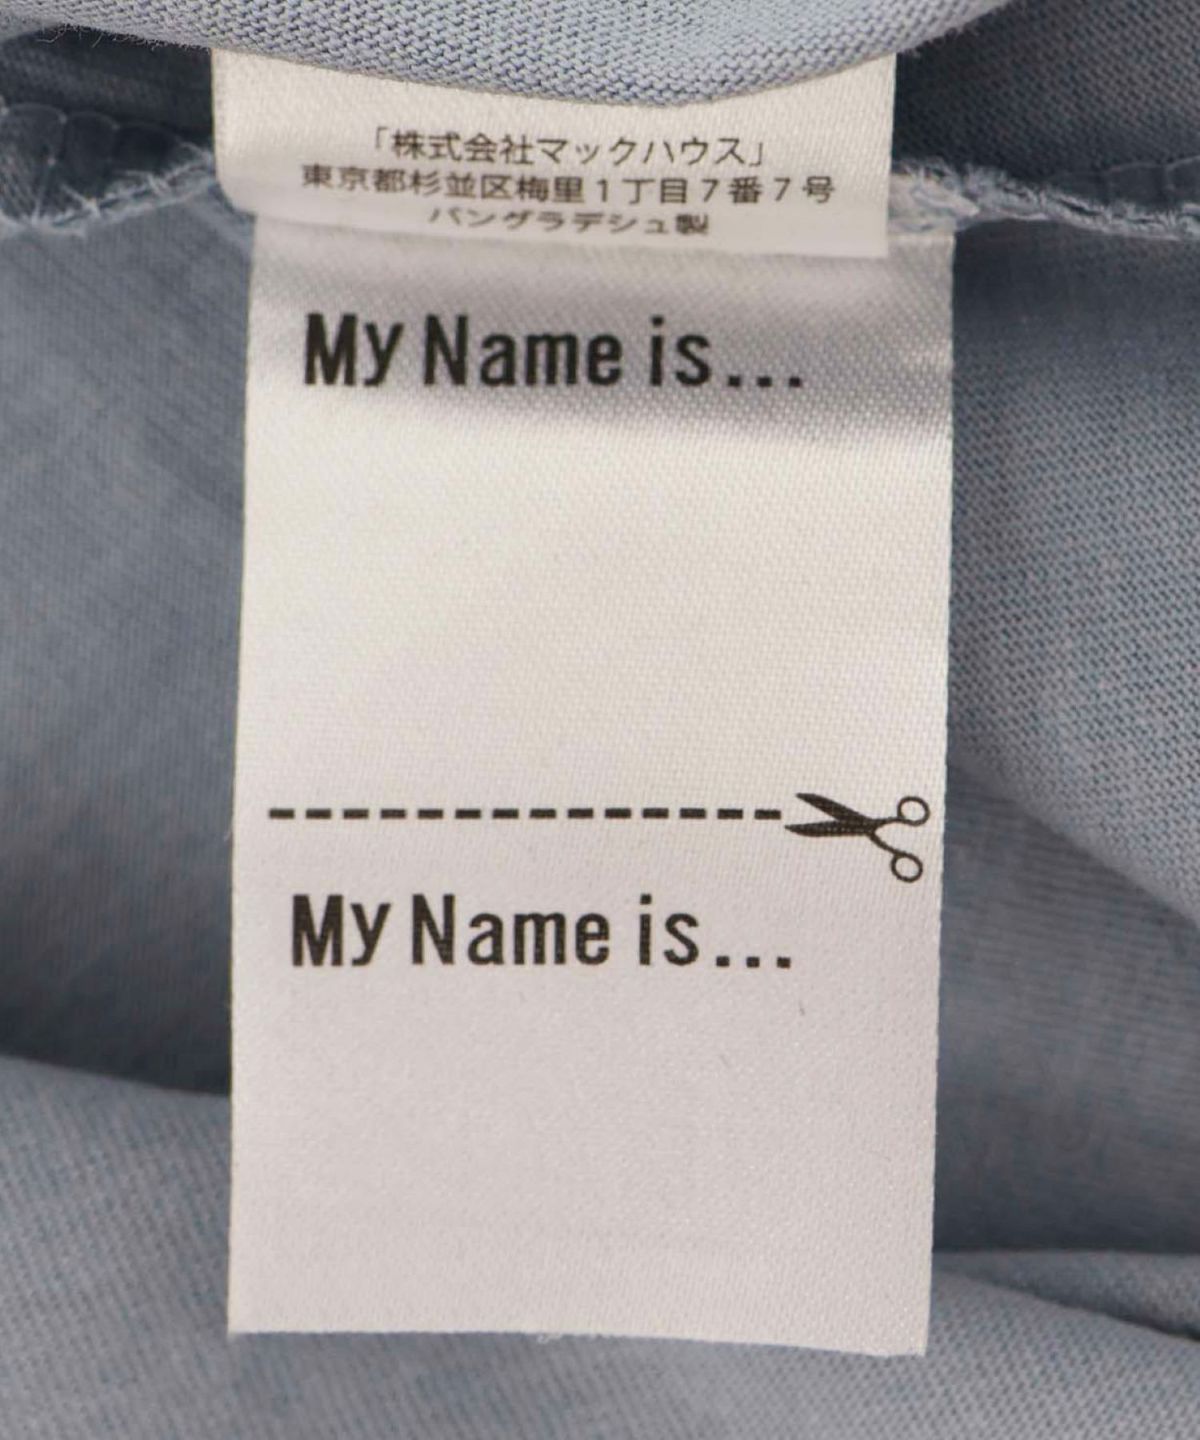 「株式会社マックハウス」
東京都杉並区梅里1丁目7番7号
バングラデシュ製
My Name is...
My Name is...